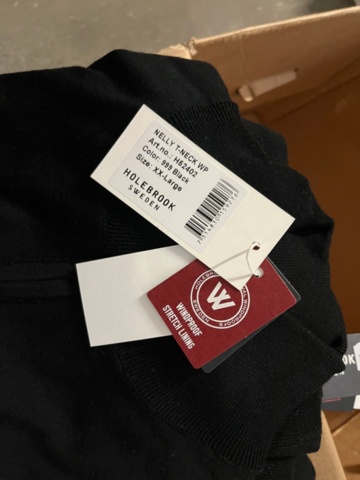 NELLY T-NECK WP
Art.no.: H62402
Color: 999 Black
Size: XX-Large
HOLEBROOK
SWEDEN
W
WINDPROOF
STRETCH LINING